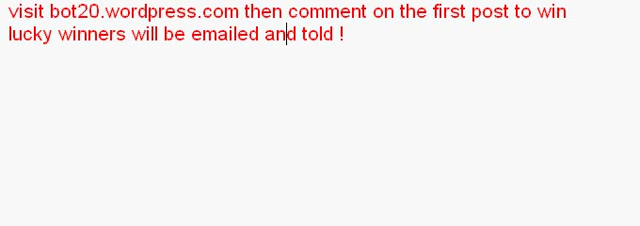 visit bot20.wordpress.com then comment on the first post to win
lucky winners will be emailed and told !